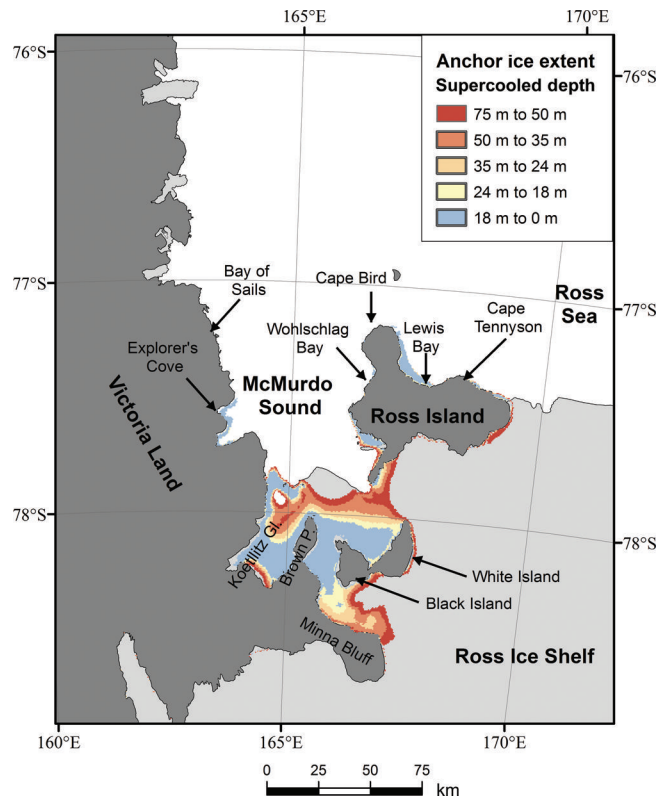 165°E
170°E
76°S
76°S
Anchor ice extent
Supercooled depth
75 m to 50 m
50 m to 35 m
35 m to 24 m
24 m to 18 m
18 m to 0 m
77°S
77°S
Bay of
Sails
Cape Bird
Ross
Sea
Cape
Tennyson
Wohlschlag
Bay
Lewis
Bay
Explorer's
Cove
McMurdo
Sound
Ross Island
Victoria Land
78°S
78°S
Koettlitz Gl.
Brown P.
White Island
Black Island
Minna Bluff
Ross Ice Shelf
160°E
165°E
170°E
0 25 50 75
km